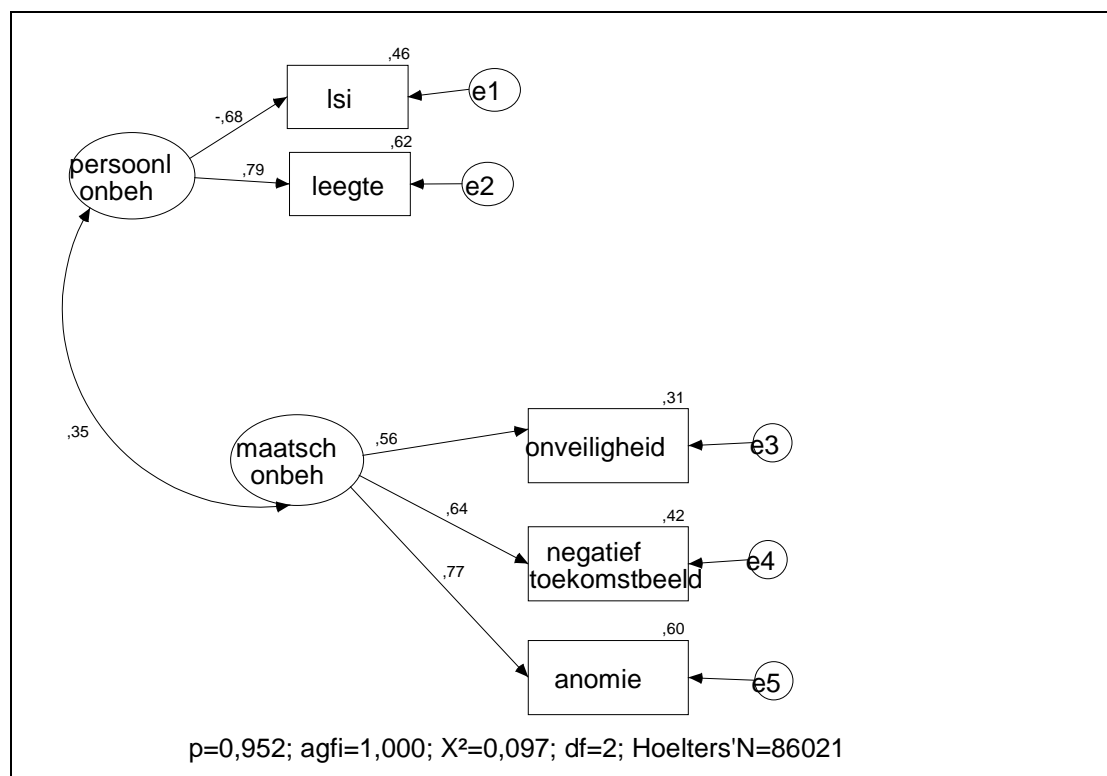 ,46
lsi
e1
-,68
,62
persoonl
onbeh
,79
leegte
e2
,35
,31
maatsch
onbeh
,56
onveiligheid
e3
,64
,42
negatief
toekomstbeeld
e4
,77
,60
anomie
e5
p=0,952; agfi=1,000; X²=0,097; df=2; Hoelters'N=86021